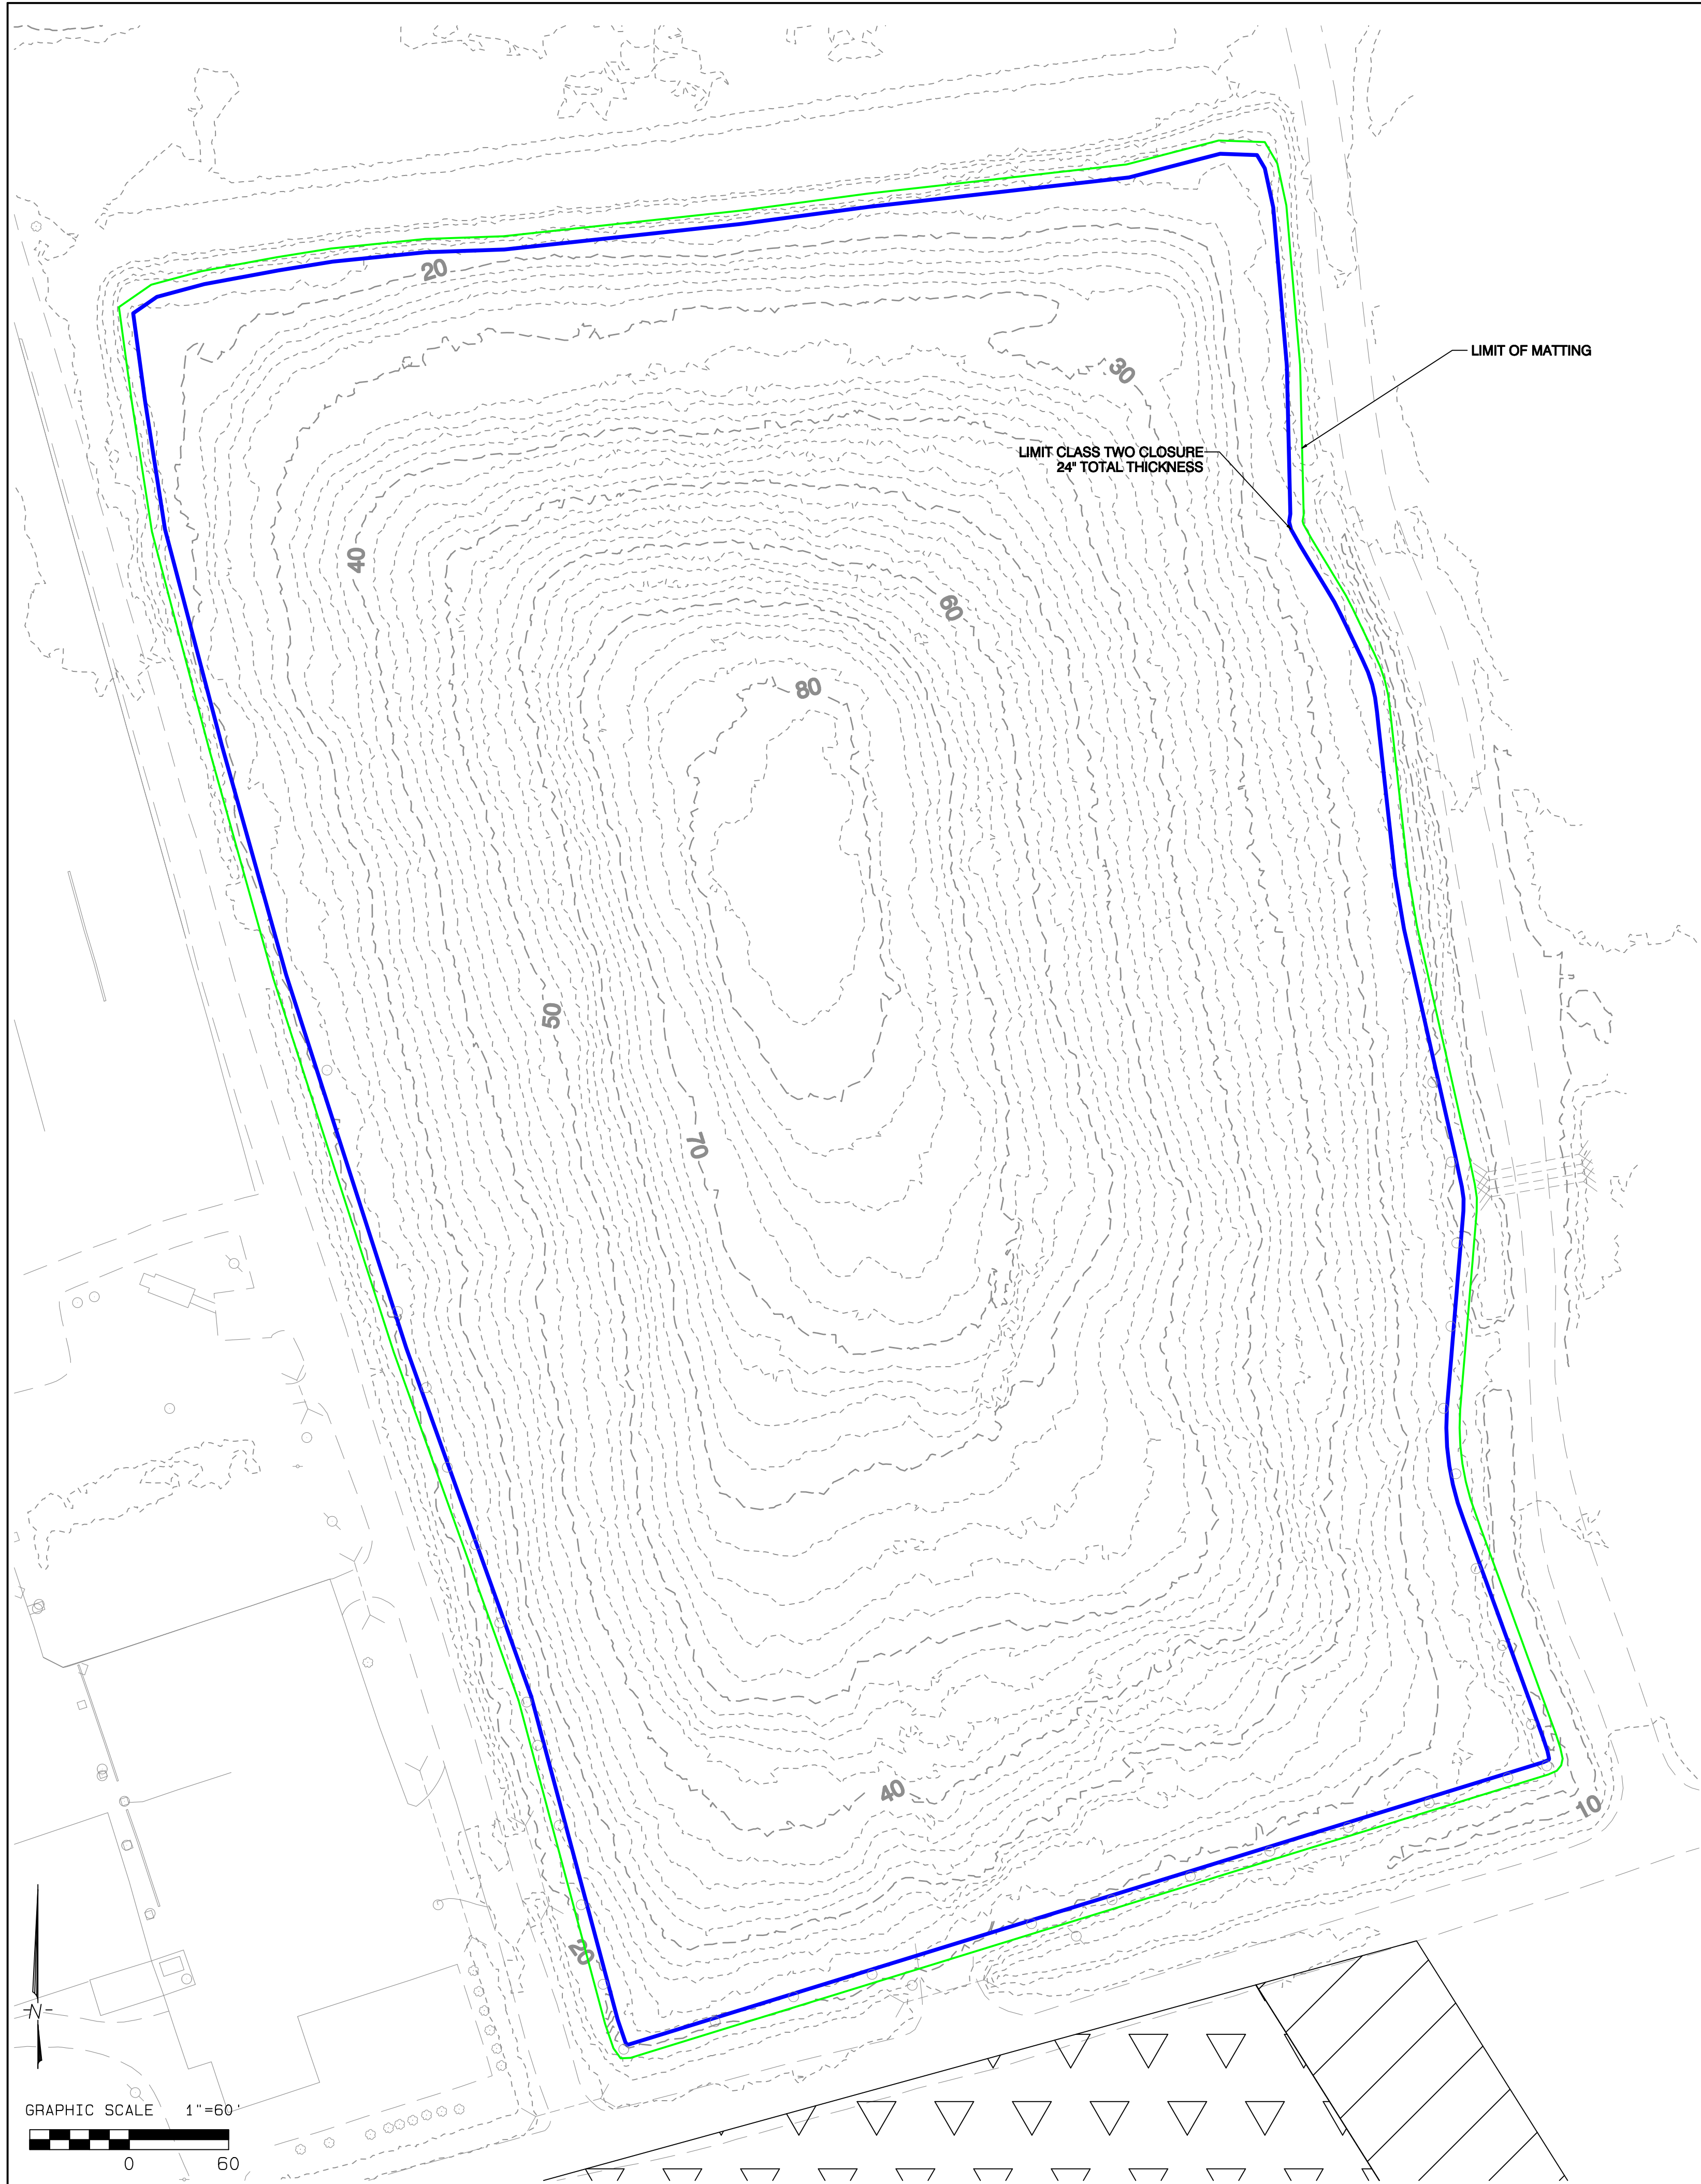 20
LIMIT OF MATTING
30
LIMIT CLASS TWO CLOSURE
24" TOTAL THICKNESS
40
60
80
50
70
40
10
20
-N-
GRAPHIC SCALE 1"=60'
0 60